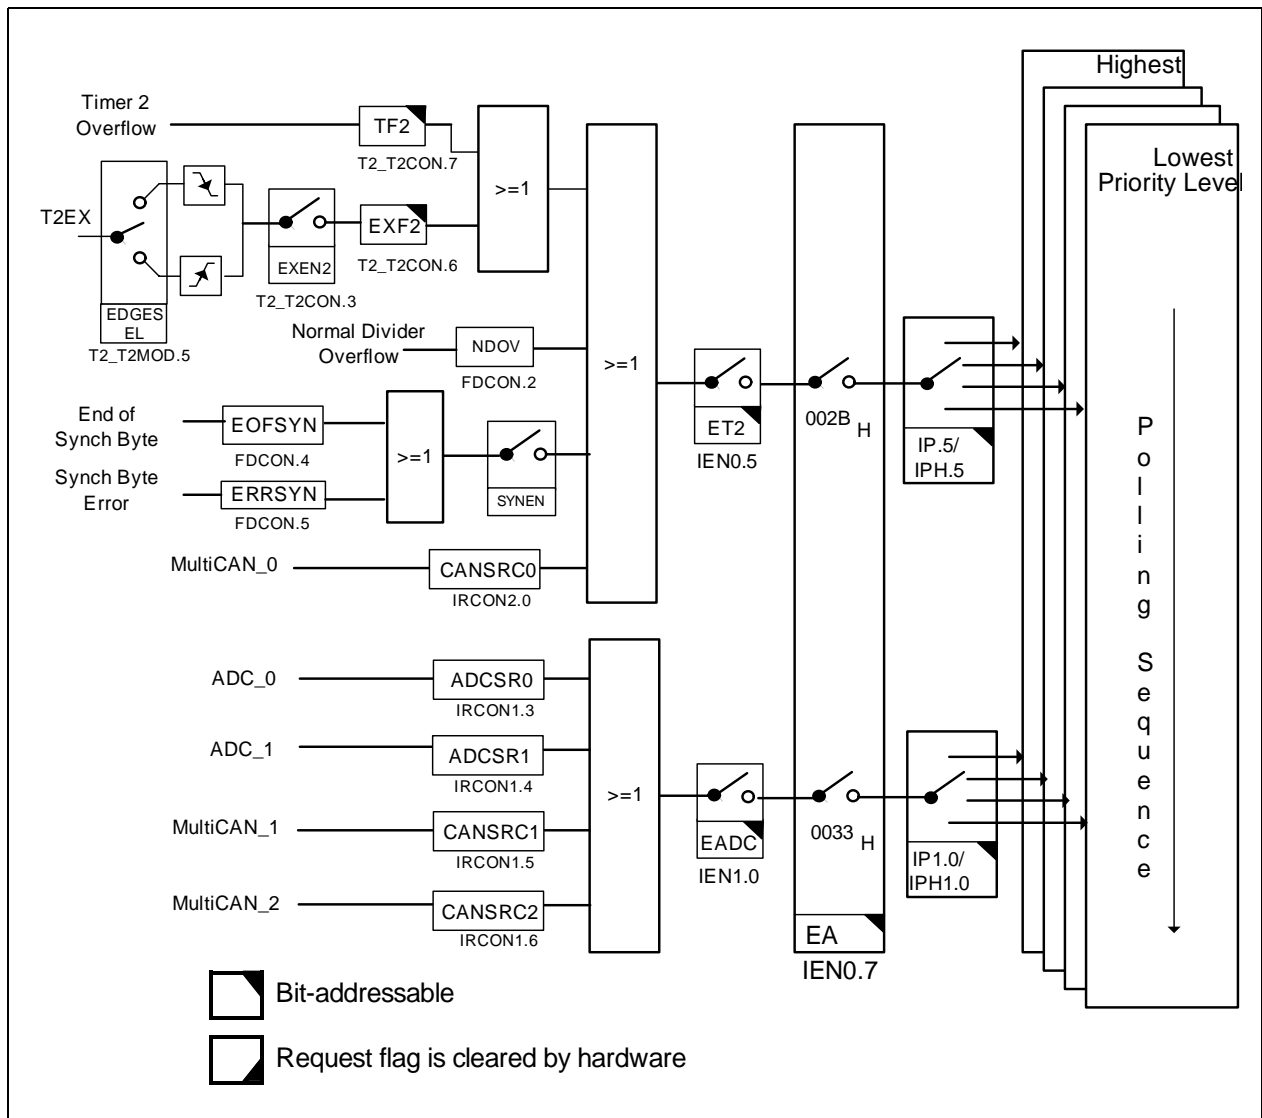 Highest
Lowest
Priority Level
Timer 2
Overflow
TF2
T2_T2CON.7
>=1
T2EX
EDGES
EL
T2_T2MOD.5
EXEN2
T2_T2CON.3
EXF2
T2_T2CON.6
Normal Divider
Overflow
NDOV
FDCON.2
>=1
End of
Synch Byte
EOFSYN
FDCON.4
Synch Byte
Error
ERRSYN
FDCON.5
>=1
SYNEN
MultiCAN_0
CANSRC0
IRCON2.0
ET2
IEN0.5
002B H
IP.5/
IPH.5
ADC_0
ADCSR0
IRCON1.3
ADC_1
ADCSR1
IRCON1.4
MultiCAN_1
CANSRC1
IRCON1.5
MultiCAN_2
CANSRC2
IRCON1.6
>=1
EADC
IEN1.0
0033 H
IP1.0/
IPH1.0
EA
IEN0.7
Polling Sequence
Bit-addressable
Request flag is cleared by hardware